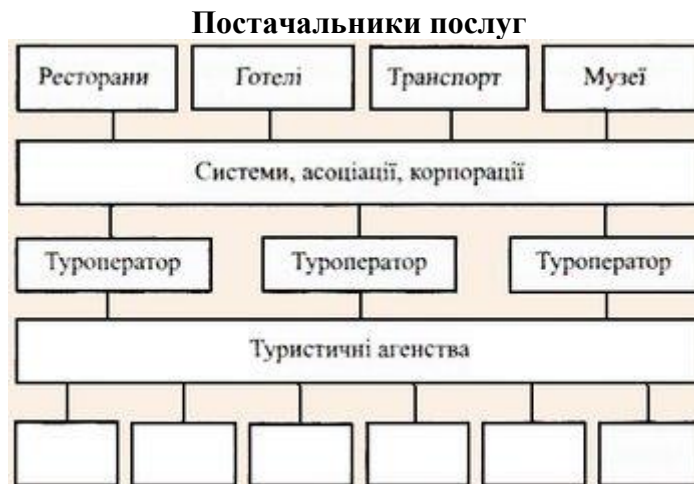 Постачальники послуг
Ресторани Готелі Транспорт Музеї
Системи, асоціації, корпорації
Туроператор Туроператор Туроператор
Туристичні агенства